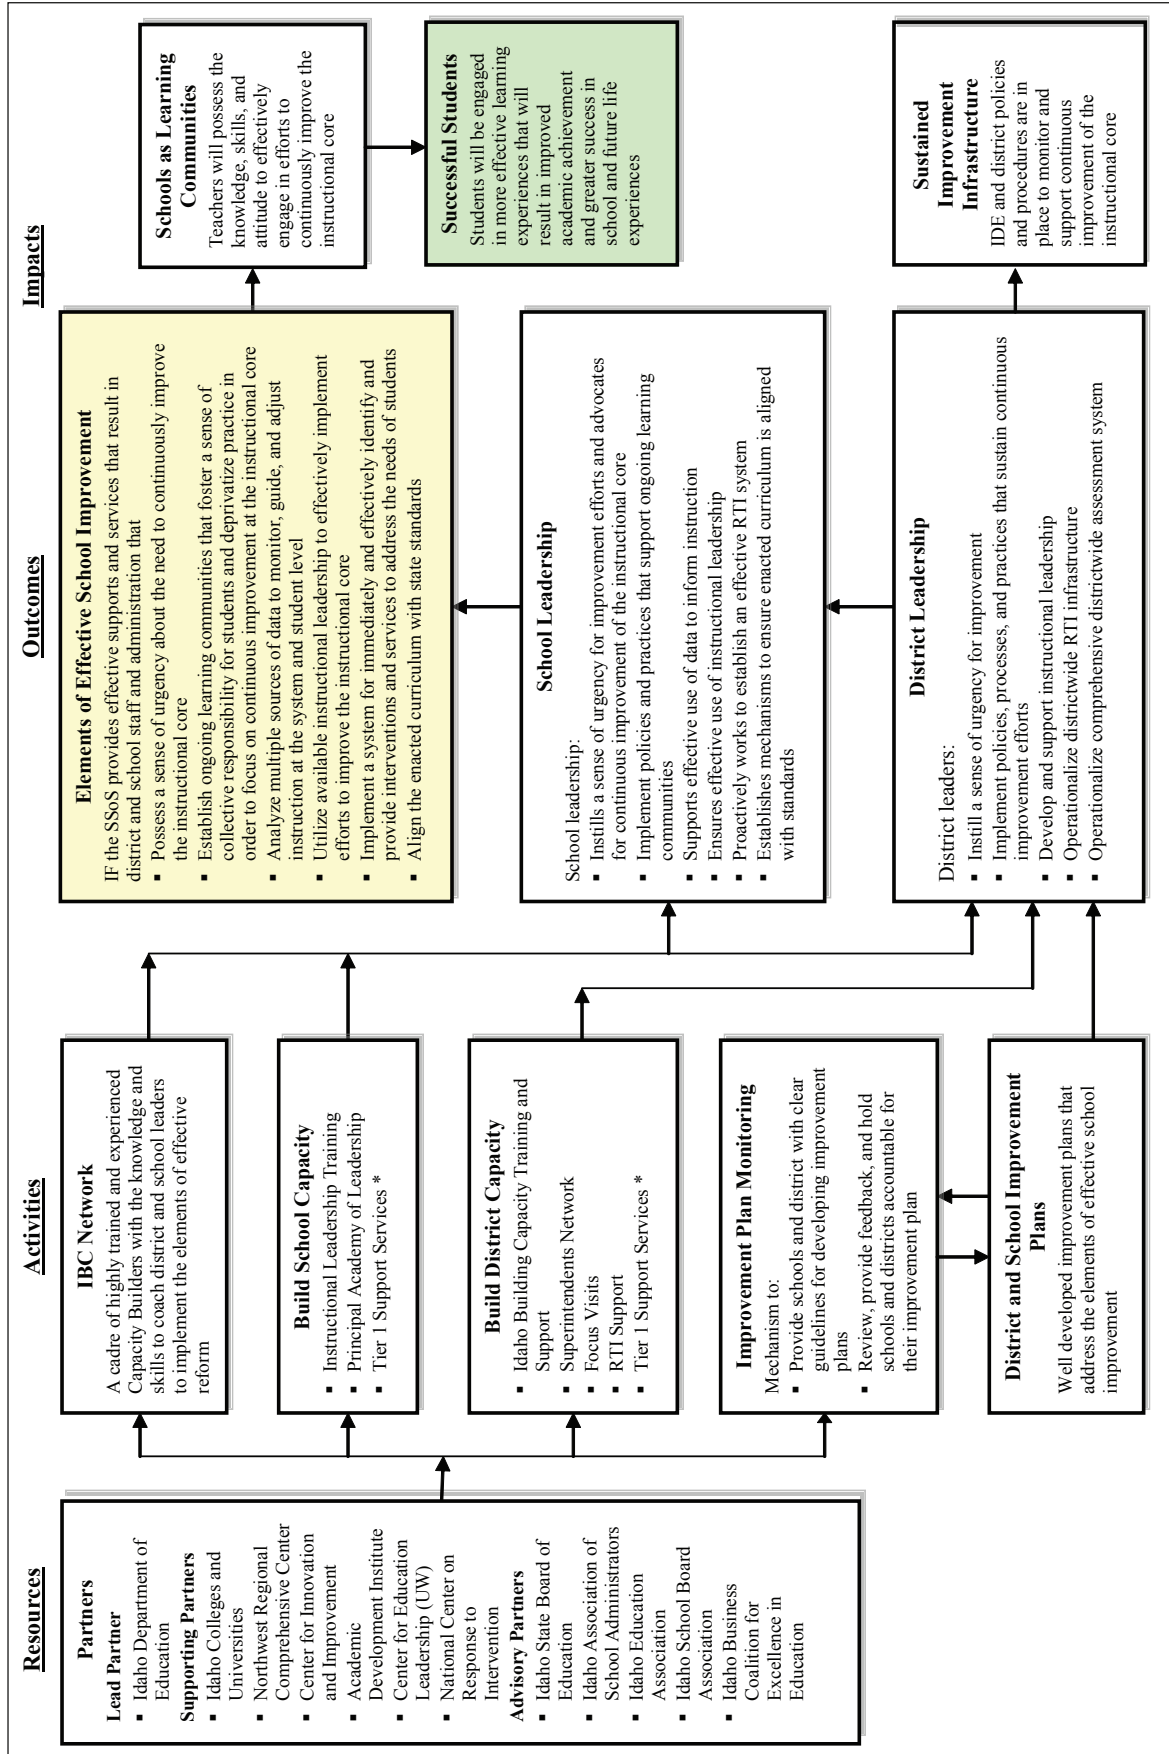 Resources
Partners
Lead Partner
▪ Idaho Department of
Education
Supporting Partners
▪ Idaho Colleges and
Universities
▪ Northwest Regional
Comprehensive Center
▪ Center for Innovation
and Improvement
▪ Academic
Development Institute
▪ Center for Education
Leadership (UW)
▪ National Center on
Response to
Intervention
Advisory Partners
▪ Idaho State Board of
Education
▪ Idaho Association of
School Administrators
▪ Idaho Education
Association
▪ Idaho School Board
Association
▪ Idaho Business
Coalition for
Excellence in
Education
Activities
IBC Network
A cadre of highly trained and experienced
Capacity Builders with the knowledge and
skills to coach district and school leaders
to implement the elements of effective
reform
Build School Capacity
▪ Instructional Leadership Training
▪ Principal Academy of Leadership
▪ Tier 1 Support Services *
Build District Capacity
▪ Idaho Building Capacity Training and
Support
▪ Superintendents Network
▪ Focus Visits
▪ RTI Support
▪ Tier 1 Support Services *
Improvement Plan Monitoring
Mechanism to:
▪ Provide schools and district with clear
guidelines for developing improvement
plans
▪ Review, provide feedback, and hold
schools and districts accountable for
their improvement plan
District and School Improvement
Plans
Well developed improvement plans that
address the elements of effective school
improvement
Outcomes
Elements of Effective School Improvement
IF the SSoS provides effective supports and services that result in
district and school staff and administration that
▪ Possess a sense of urgency about the need to continuously improve
the instructional core
▪ Establish ongoing learning communities that foster a sense of
collective responsibility for students and deprivatize practice in
order to focus on continuous improvement at the instructional core
▪ Analyze multiple sources of data to monitor, guide, and adjust
instruction at the system and student level
▪ Utilize available instructional leadership to effectively implement
efforts to improve the instructional core
▪ Implement a system for immediately and effectively identify and
provide interventions and services to address the needs of students
▪ Align the enacted curriculum with state standards
School Leadership
School leadership:
▪ Instills a sense of urgency for improvement efforts and advocates
for continuous improvement of the instructional core
▪ Implement policies and practices that support ongoing learning
communities
▪ Supports effective use of data to inform instruction
▪ Ensures effective use of instructional leadership
▪ Proactively works to establish an effective RTI system
▪ Establishes mechanisms to ensure enacted curriculum is aligned
with standards
District Leadership
District leaders:
▪ Instill a sense of urgency for improvement
▪ Implement policies, processes, and practices that sustain continuous
improvement efforts
▪ Develop and support instructional leadership
▪ Operationalize districtwide RTI infrastructure
▪ Operationalize comprehensive districtwide assessment system
Impacts
Schools as Learning
Communities
Teachers will possess the
knowledge, skills, and
attitude to effectively
engage in efforts to
continuously improve the
instructional core
Successful Students
Students will be engaged
in more effective learning
experiences that will
result in improved
academic achievement
and greater success in
school and future life
experiences
Sustained
Improvement
Infrastructure
IDE and district policies
and procedures are in
place to monitor and
support continuous
improvement of the
instructional core